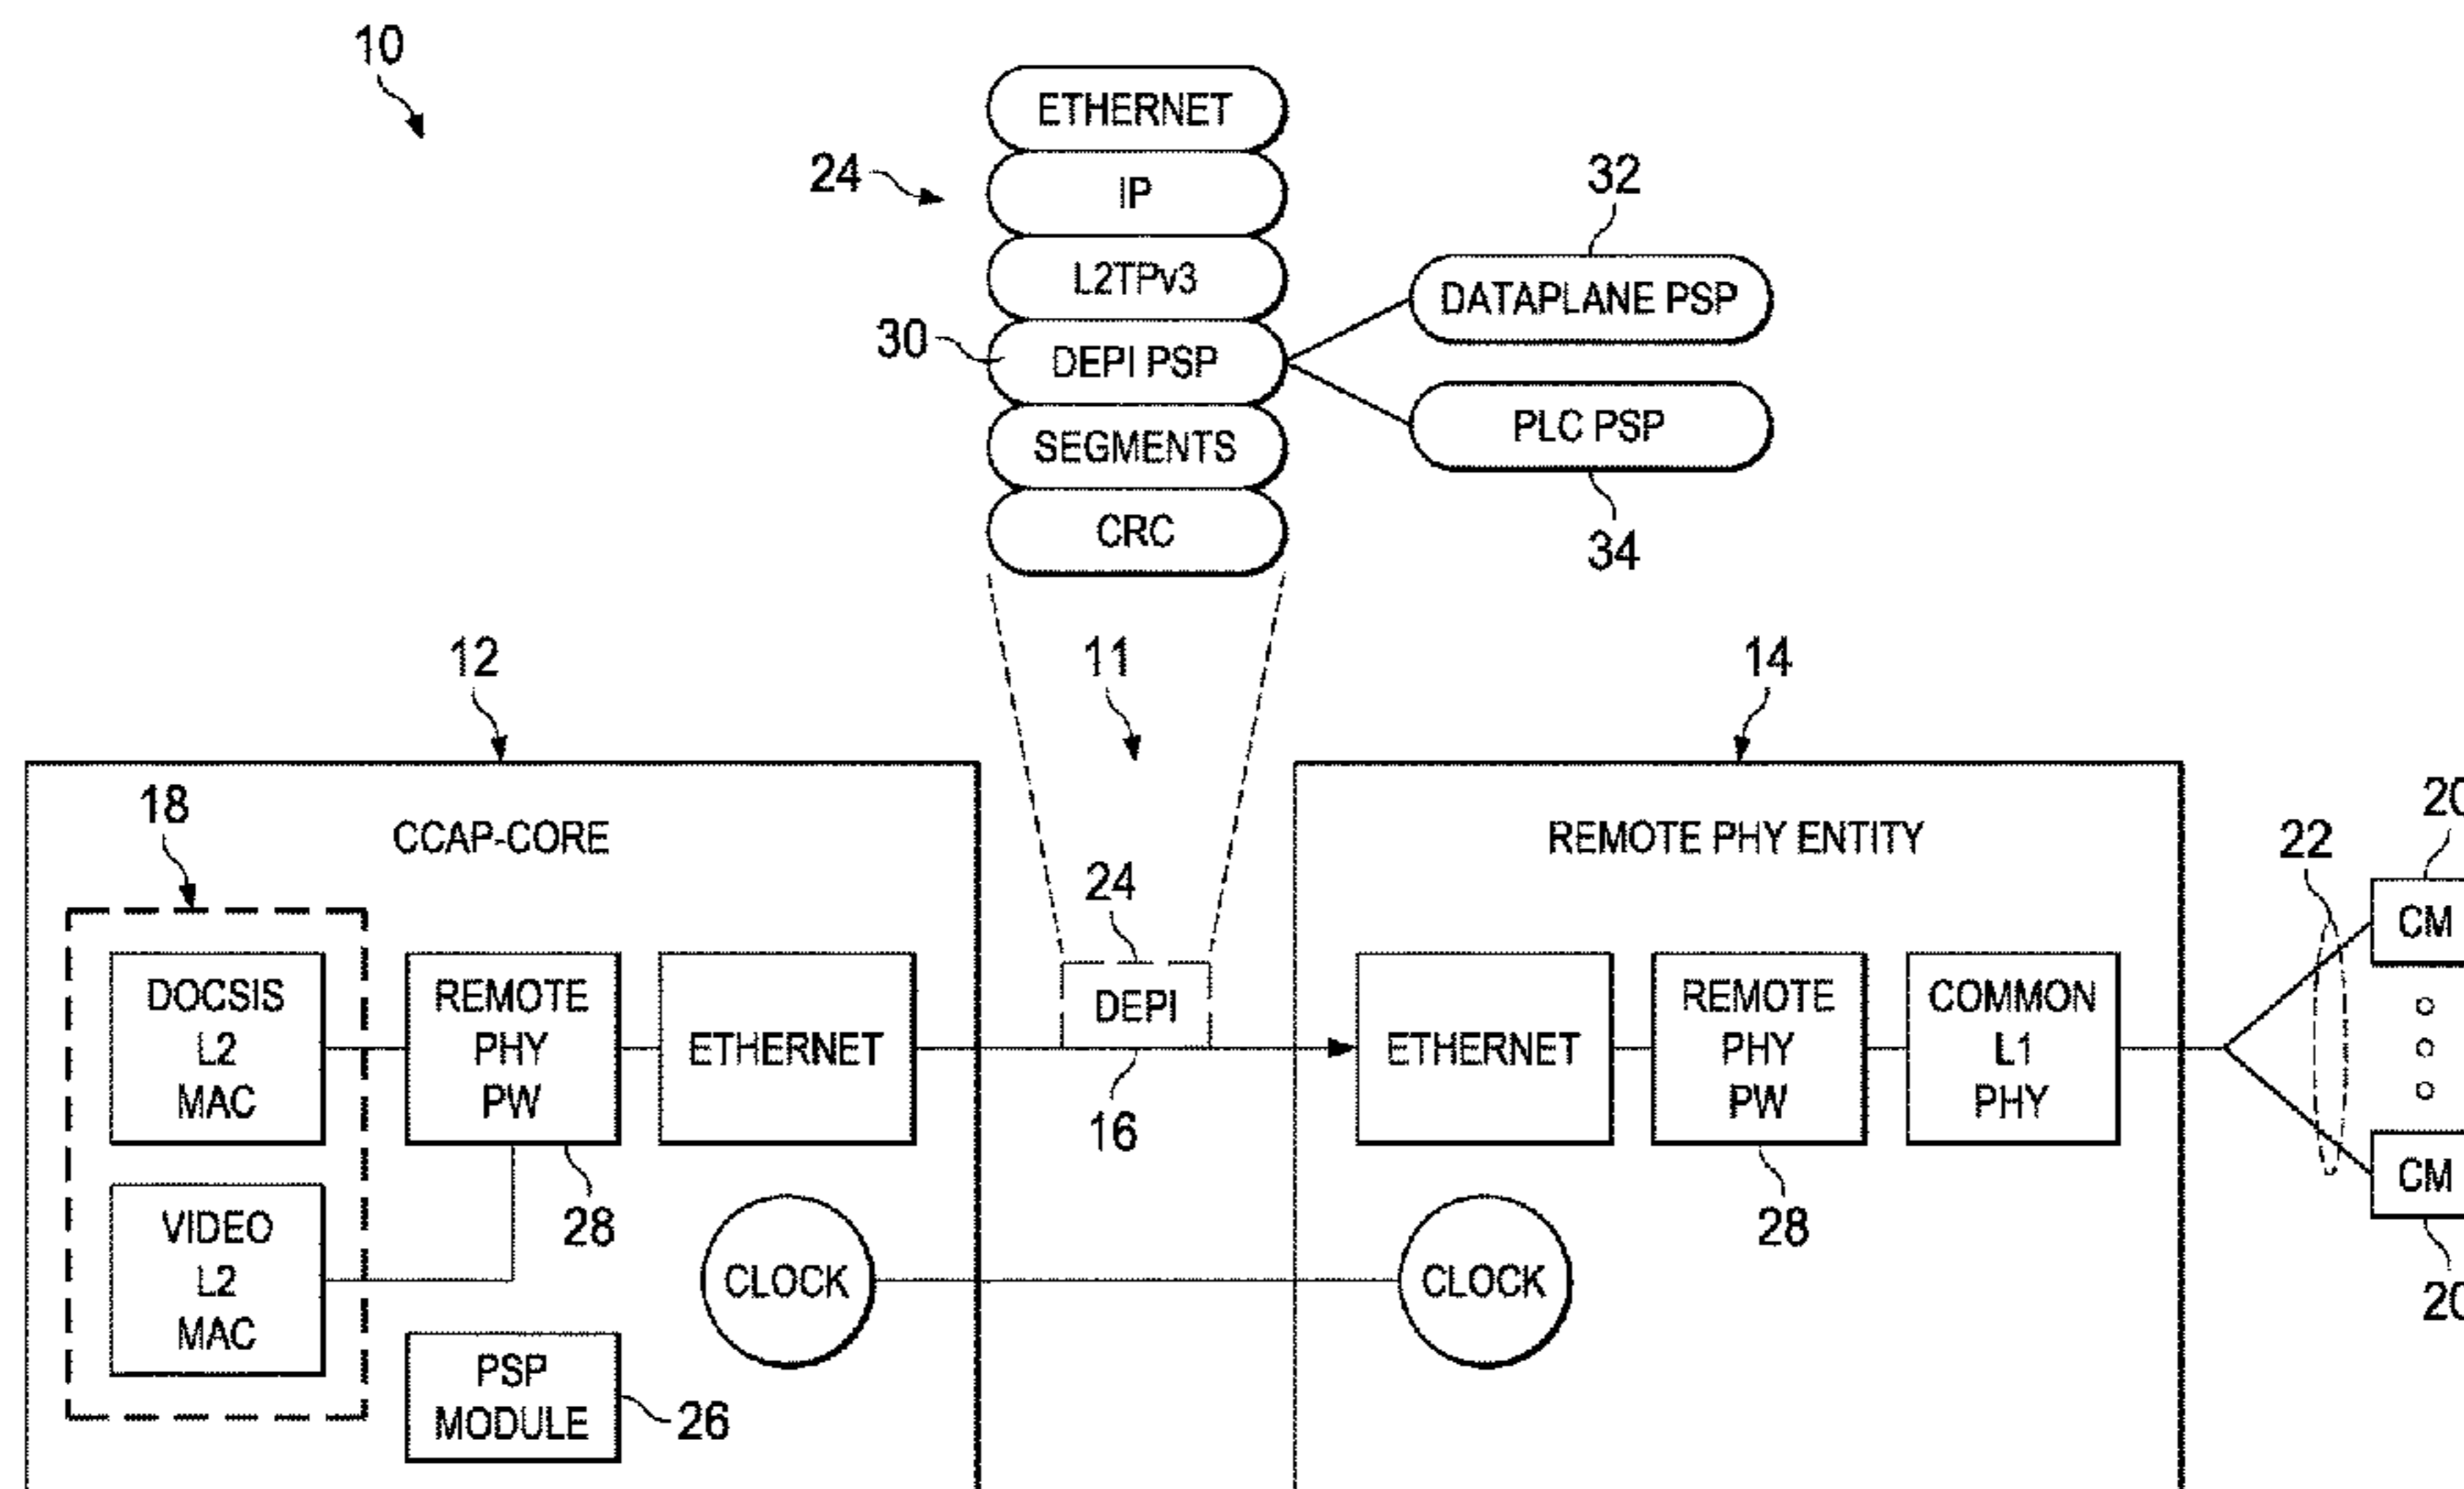 10
ETHERNET
24
IP
32
L2TPv3
DATAPLANE PSP
30
DEPI PSP
PLC PSP
SEGMENTS
CRC
34
12
11
14
18
CCAP-CORE
REMOTE PHY ENTITY
20
22
24
CM
DOCSIS
L2
MAC
REMOTE
PHY
PW
ETHERNET
DEPI
ETHERNET
REMOTE
PHY
PW
COMMON
L1
PHY
16
CM
VIDEO
L2
MAC
28
28
CLOCK
CLOCK
20
PSP
MODULE
26